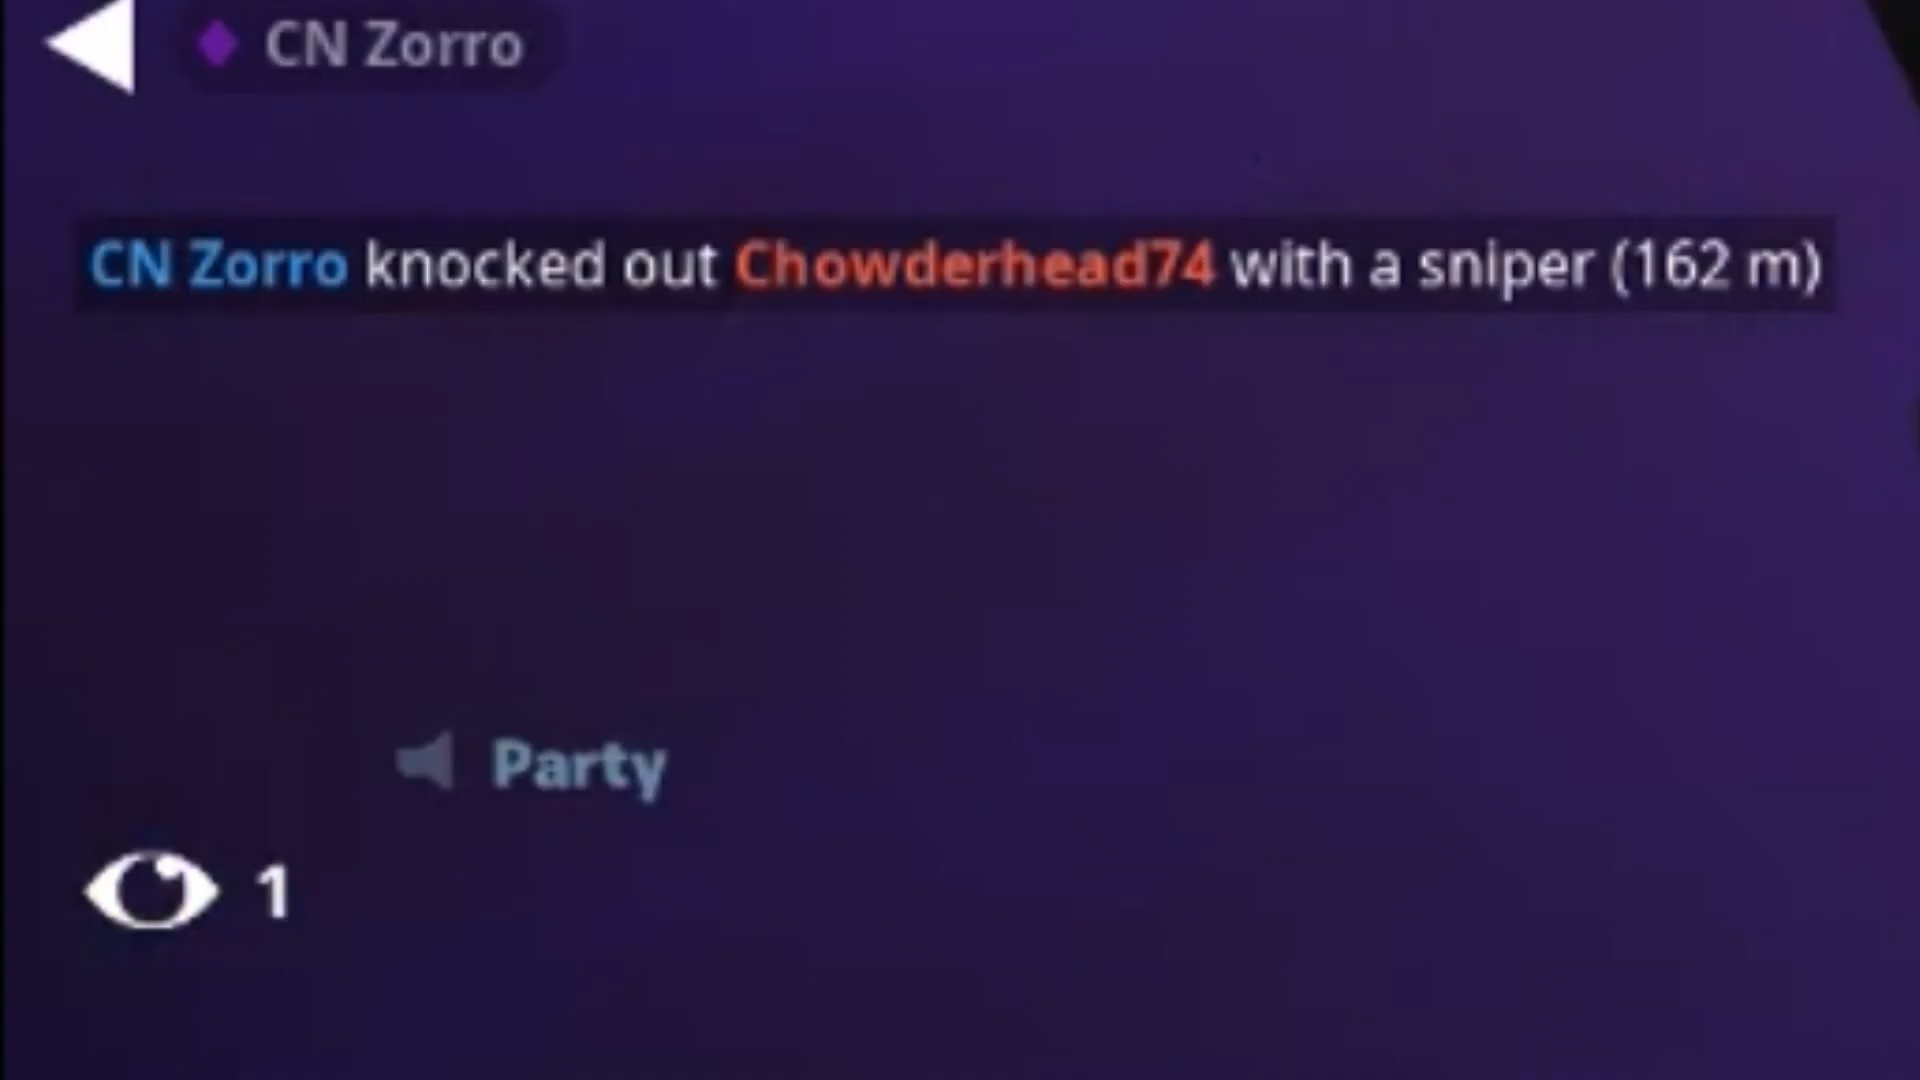 CN Zorro
CN Zorro knocked out Chowderhead74 with a sniper (162 m)
Party
1